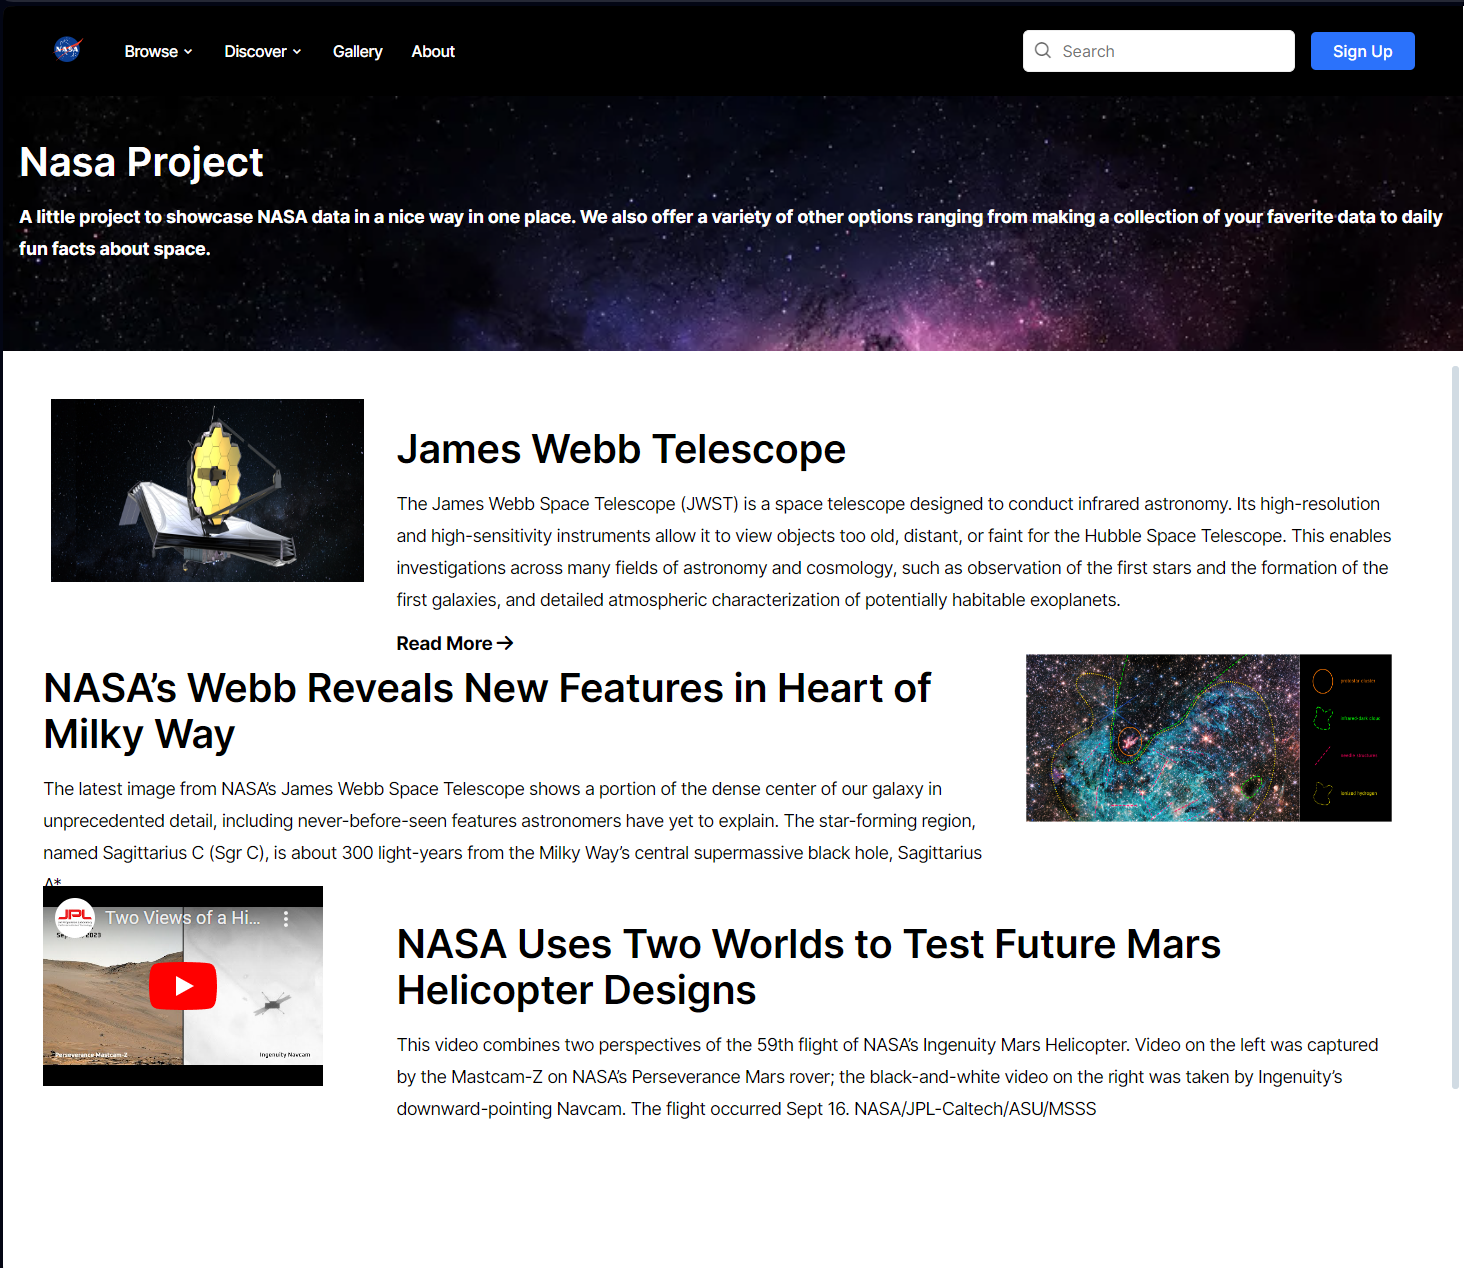 NASA
Browse
Discover
Gallery
About
Search
Sign Up
Nasa Project
A little project to showcase NASA data in a nice way in one place. We also offer a variety of other options ranging from making a collection of your faverite data to daily
fun facts about space.
James Webb Telescope
The James Webb Space Telescope (JWST) is a space telescope designed to conduct infrared astronomy. Its high-resolution
and high-sensitivity instruments allow it to view objects too old, distant, or faint for the Hubble Space Telescope. This enables
investigations across many fields of astronomy and cosmology, such as observation of the first stars and the formation of the
first galaxies, and detailed atmospheric characterization of potentially habitable exoplanets.
Read More →
NASA’s Webb Reveals New Features in Heart of
Milky Way
The latest image from NASA’s James Webb Space Telescope shows a portion of the dense center of our galaxy in
unprecedented detail, including never-before-seen features astronomers have yet to explain. The star-forming region,
named Sagittarius C (Sgr C), is about 300 light-years from the Milky Way’s central supermassive black hole, Sagittarius
A*
protostar cluster
infrared-dark cloud
ionized hydrogen
JPL
Two Views of a Hi...
2023
Perseverance Mastcam-Z
Ingenuity Navcam
NASA Uses Two Worlds to Test Future Mars
Helicopter Designs
This video combines two perspectives of the 59th flight of NASA’s Ingenuity Mars Helicopter. Video on the left was captured
by the Mastcam-Z on NASA’s Perseverance Mars rover; the black-and-white video on the right was taken by Ingenuity’s
downward-pointing Navcam. The flight occurred Sept 16. NASA/JPL-Caltech/ASU/MSSS